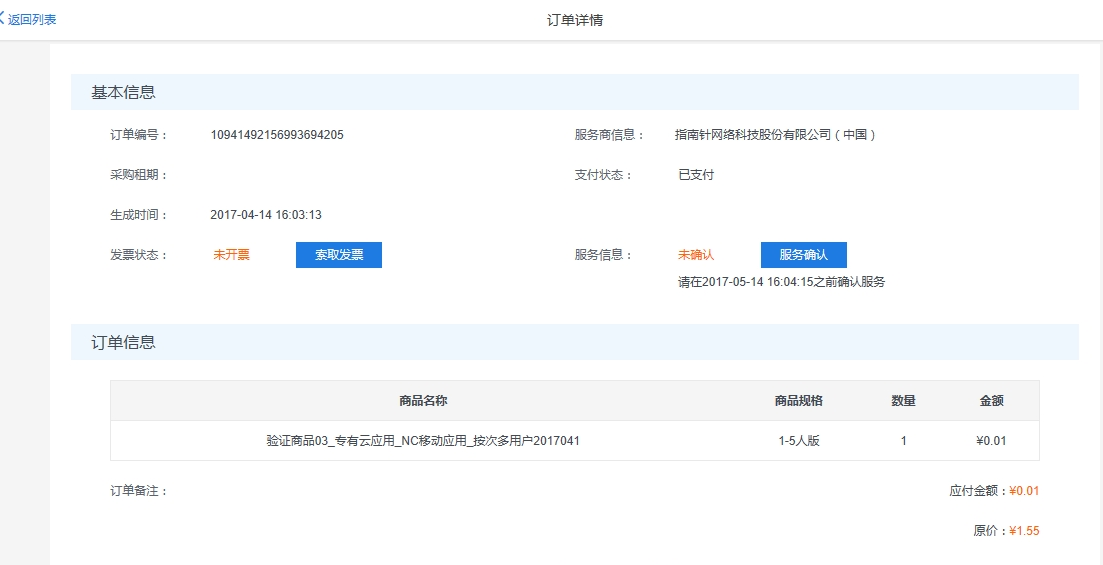 返回列表
订单详情
基本信息
订单编号： 10941492156993694205 服务商信息： 指南针网络科技股份有限公司（中国）
采购租期： 支付状态： 已支付
生成时间： 2017-04-14 16:03:13
发票状态： 未开票 索取发票 服务信息： 未确认 服务确认
请在2017-05-14 16:04:15之前确认服务
订单信息
商品名称 商品规格 数量 金额
验证商品03_专有云应用_NC移动应用_按次多用户2017041 1-5人版 1 ¥0.01
订单备注： 应付金额：¥0.01
原价：¥1.55